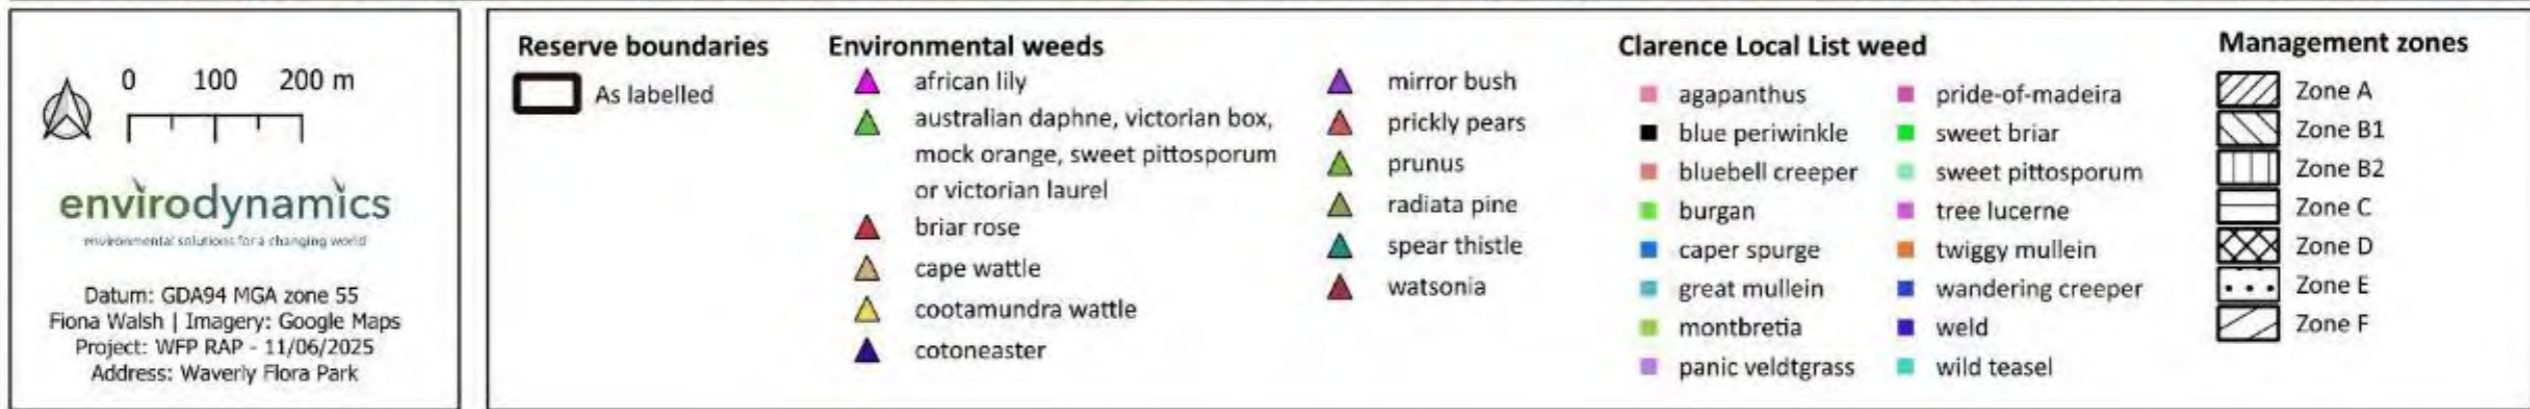 0 100 200 m
envirodynamics
environmental solutions for a changing world
Datum: GDA94 MGA zone 55
Fiona Walsh | Imagery: Google Maps
Project: WFP RAP - 11/06/2025
Address: Waverly Flora Park
Reserve boundaries
As labelled
Environmental weeds
african lily
australian daphne, victorian box,
mock orange, sweet pittosporum
or victorian laurel
briar rose
cape wattle
cootamundra wattle
cotoneaster
mirror bush
prickly pears
prunus
radiata pine
spear thistle
watsonia
Clarence Local List weed
agapanthus
blue periwinkle
bluebell creeper
burgan
caper spurge
great mullein
montbretia
panic veldtgrass
pride-of-madeira
sweet briar
sweet pittosporum
tree lucerne
twiggy mullein
wandering creeper
weld
wild teasel
Management zones
Zone A
Zone B1
Zone B2
Zone C
Zone D
Zone E
Zone F